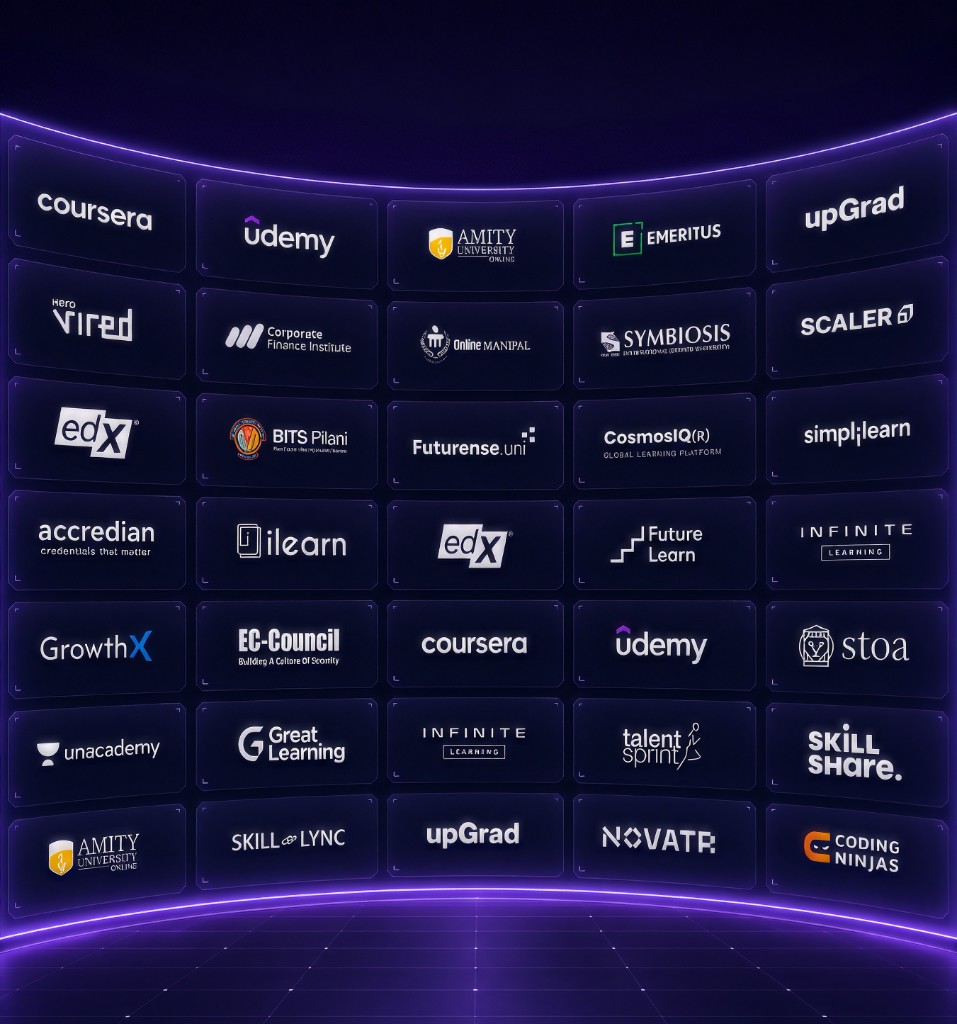 coursera
udemy
AMITY
UNIVERSITY
ONLINE
E EMERITUS
upGrad
Hero
Vired
Corporate
Finance Institute
Online MANIPAL
SYMBIOSIS
SCALER
edX
BITS Pilani
Futurense.uni
CosmosIQ(R)
GLOBAL LEARNING PLATFORM
simplilearn
accredian
credentials that matter
ilearn
edX
Future
Learn
INFINITE
LEARNING
GrowthX
EC-Council
Building A Culture Of Security
coursera
udemy
stoa
unacademy
Great
Learning
INFINITE
LEARNING
talent
sprint
SKiLL
SHare.
AMITY
UNIVERSITY
ONLINE
SKILL LYNC
upGrad
NOVATR
CODING
NINJAS